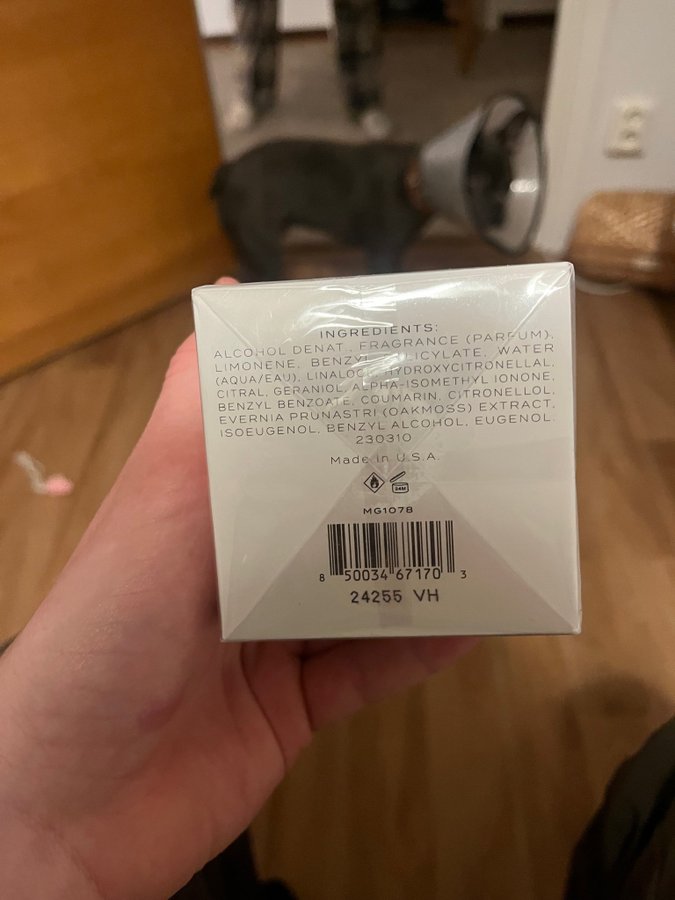 INGREDIENTS:
ALCOHOL DENAT., FRAGRANCE (PARFUM),
LIMONENE, BENZYL SALICYLATE, WATER
(AQUA/EAU), LINALOOL, HYDROXYCITRONELLAL,
CITRAL, GERANIOL, ALPHA-ISOMETHYL IONONE,
BENZYL BENZOATE, COUMARIN, CITRONELLOL,
EVERNIA PRUNASTRI (OAKMOSS) EXTRACT,
ISOEUGENOL, BENZYL ALCOHOL, EUGENOL.
230310
Made in U.S.A.
24M
MG107B
8 50034 67170 3
24255 VH